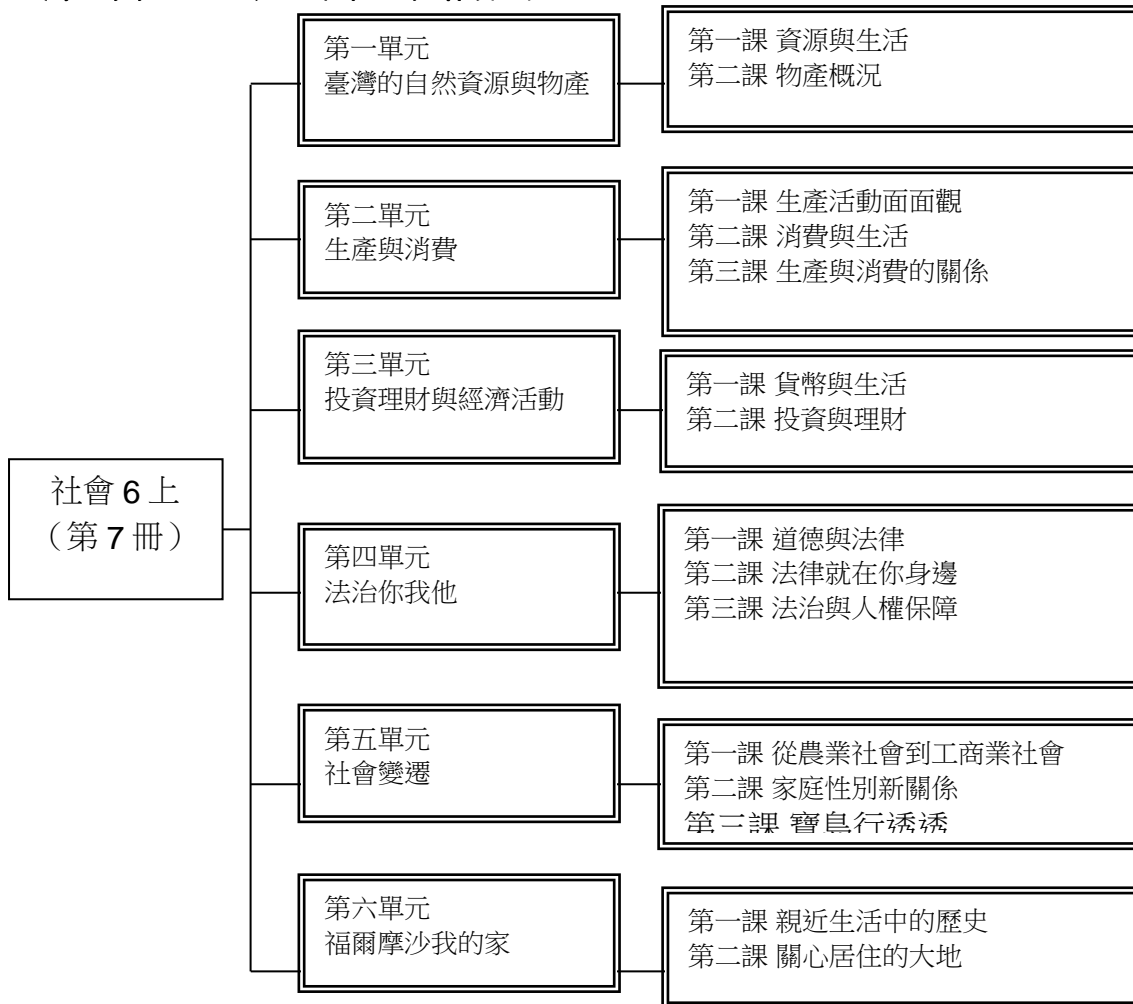 社會 6 上
（第 7 冊）
第一單元
臺灣的自然資源與物產
第一課 資源與生活
第二課 物產概況
第二單元
生產與消費
第一課 生產活動面面觀
第二課 消費與生活
第三課 生產與消費的關係
第三單元
投資理財與經濟活動
第一課 貨幣與生活
第二課 投資與理財
第四單元
法治你我他
第一課 道德與法律
第二課 法律就在你身邊
第三課 法治與人權保障
第五單元
社會變遷
第一課 從農業社會到工商業社會
第二課 家庭性別新關係
第三課 寶島行透透
第六單元
福爾摩沙我的家
第一課 親近生活中的歷史
第二課 關心居住的大地